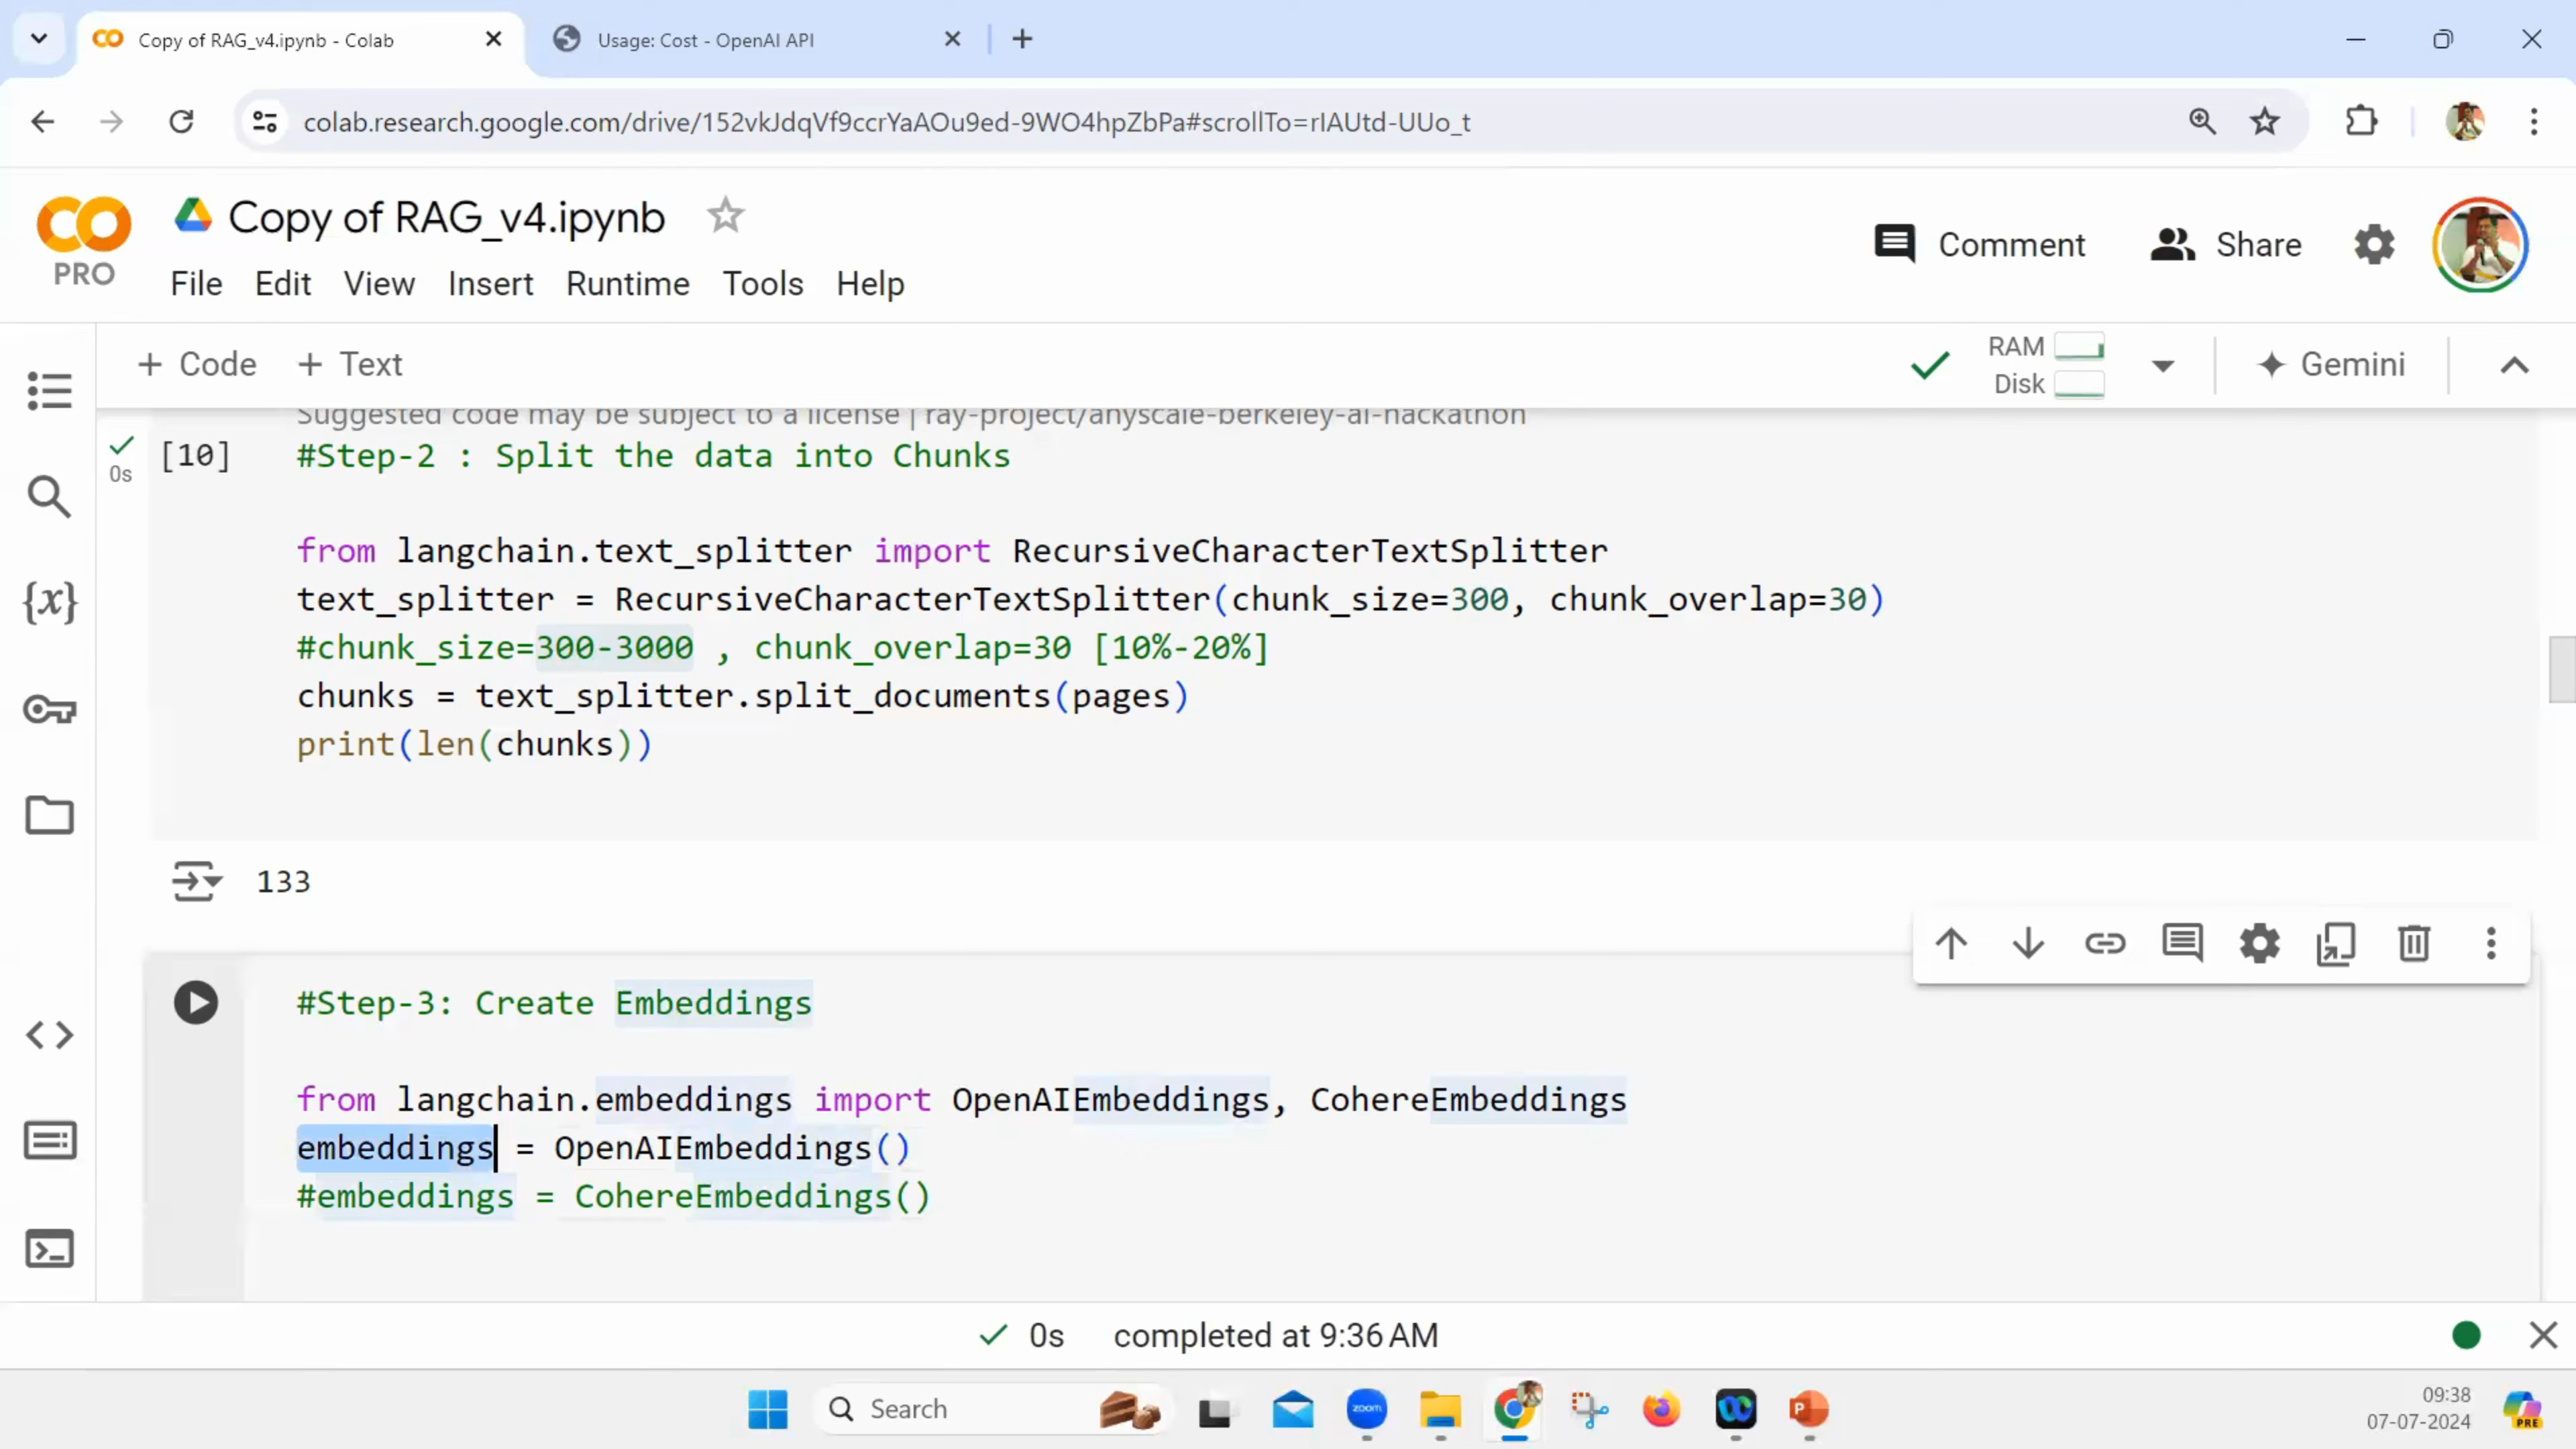 Copy of RAG_v4.ipynb - Colab
Usage: Cost - OpenAI API
colab.research.google.com/drive/152vkJdqVf9ccrYaAOu9ed-9WO4hpZbPa#scrollTo=rIAUtd-UUo_t
CO
PRO
Copy of RAG_v4.ipynb
File Edit View Insert Runtime Tools Help
Comment
Share
+ Code + Text
RAM
Disk
Gemini
Suggested code may be subject to a license | ray-project/anyscale-berkeley-ai-hackathon
0s
[10]
#Step-2 : Split the data into Chunks
from langchain.text_splitter import RecursiveCharacterTextSplitter
text_splitter = RecursiveCharacterTextSplitter(chunk_size=300, chunk_overlap=30)
#chunk_size=300-3000 , chunk_overlap=30 [10%-20%]
chunks = text_splitter.split_documents(pages)
print(len(chunks))
133
#Step-3: Create Embeddings
from langchain.embeddings import OpenAIEmbeddings, CohereEmbeddings
embeddings = OpenAIEmbeddings()
#embeddings = CohereEmbeddings()
{x}
0s completed at 9:36 AM
Search
zoom
P
09:38
07-07-2024
PRE